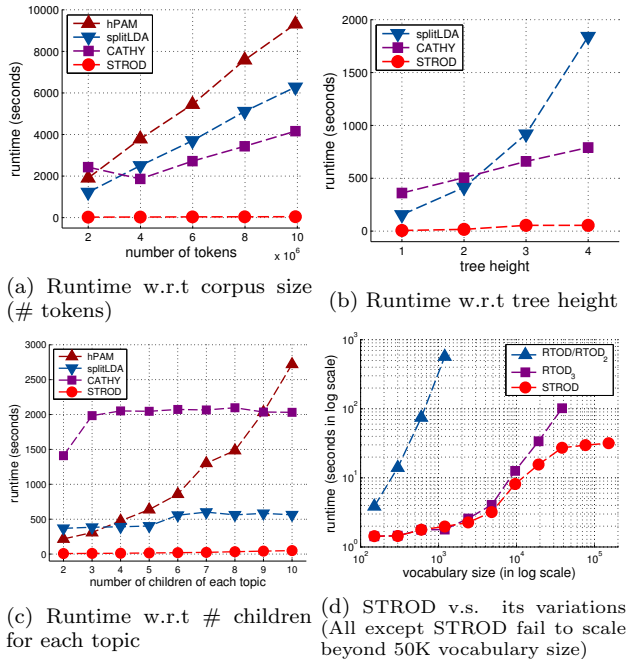 10000
8000
6000
4000
2000
0
runtime (seconds)
hPAM
splitLDA
CATHY
STROD
2 4 6 8 10
number of tokens
x 10^6
(a) Runtime w.r.t corpus size
(# tokens)
2000
1500
1000
500
0
runtime (seconds)
splitLDA
CATHY
STROD
1 2 3 4
tree height
(b) Runtime w.r.t tree height
3000
2500
2000
1500
1000
500
0
runtime (seconds)
hPAM
splitLDA
CATHY
STROD
2 3 4 5 6 7 8 9 10
number of children of each topic
(c) Runtime w.r.t # children
for each topic
10^3
10^2
10^1
10^0
runtime (seconds in log scale)
RTOD/RTOD_2
RTOD_3
STROD
10^2 10^3 10^4 10^5
vocabulary size (in log scale)
(d) STROD v.s. its variations
(All except STROD fail to scale
beyond 50K vocabulary size)